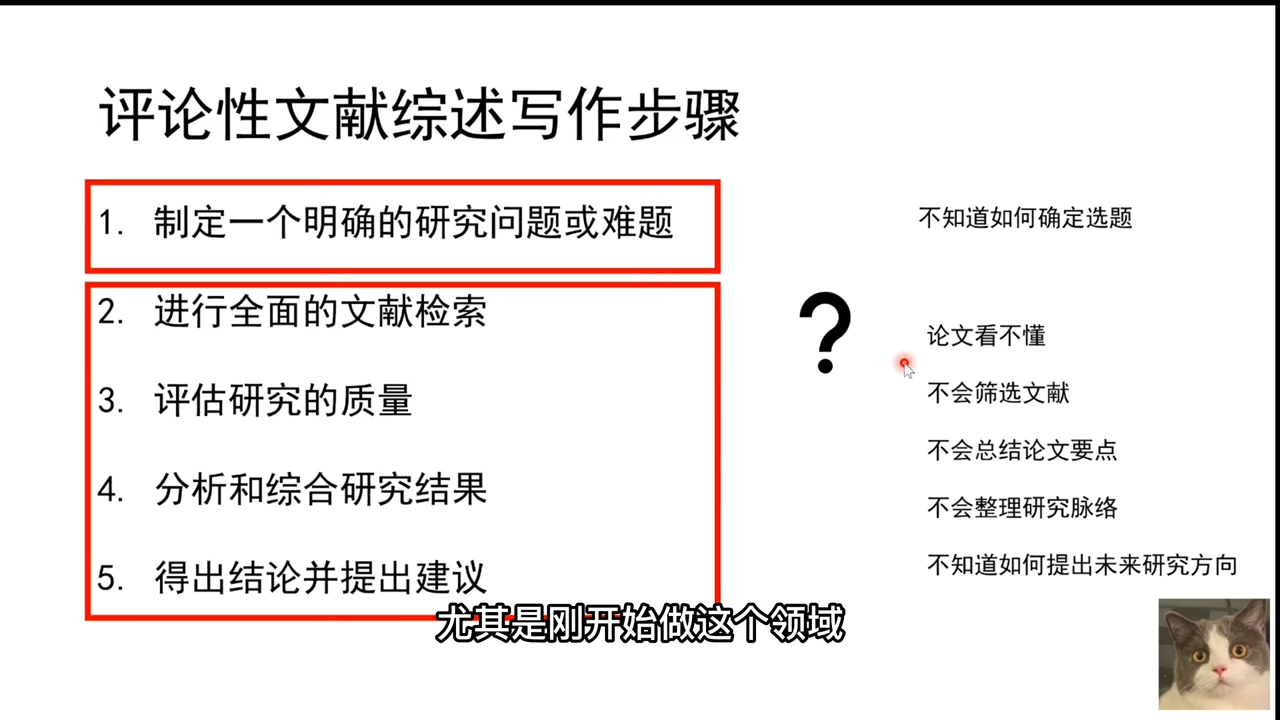 评论性文献综述写作步骤
1. 制定一个明确的研究问题或难题
2. 进行全面的文献检索
3. 评估研究的质量
4. 分析和综合研究结果
5. 得出结论并提出建议
?
不知道如何确定选题
论文看不懂
不会筛选文献
不会总结论文要点
不会整理研究脉络
不知道如何提出未来研究方向
尤其是刚开始做这个领域